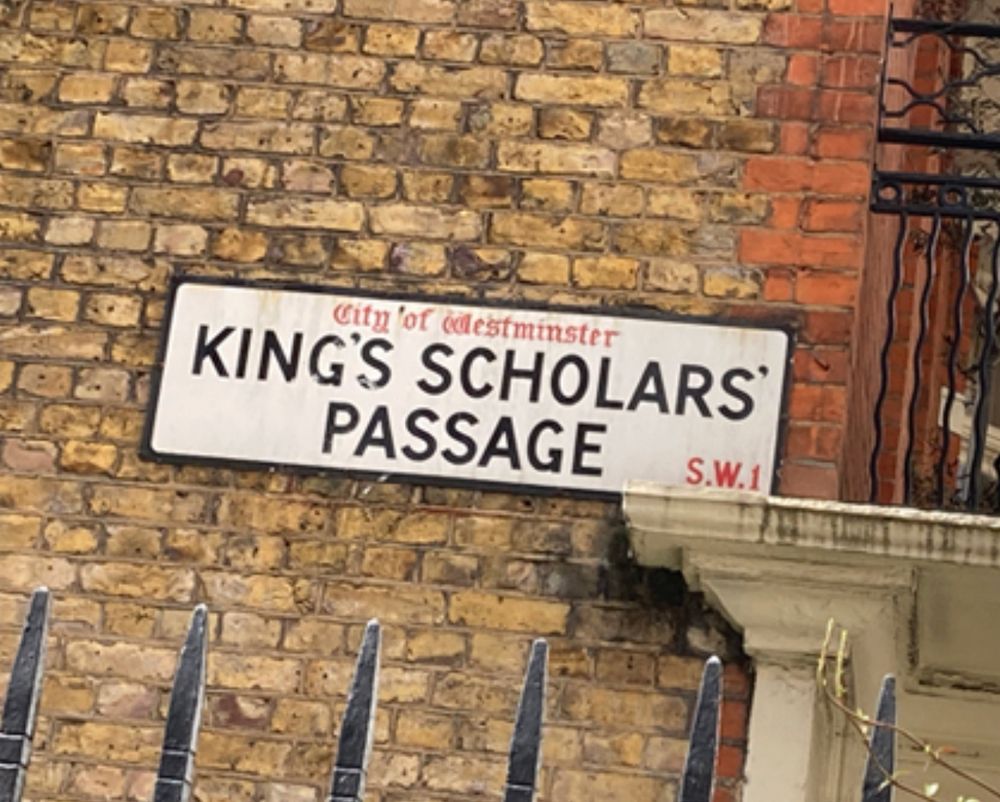 City of Westminster
KING'S SCHOLARS'
PASSAGE
S.W.1